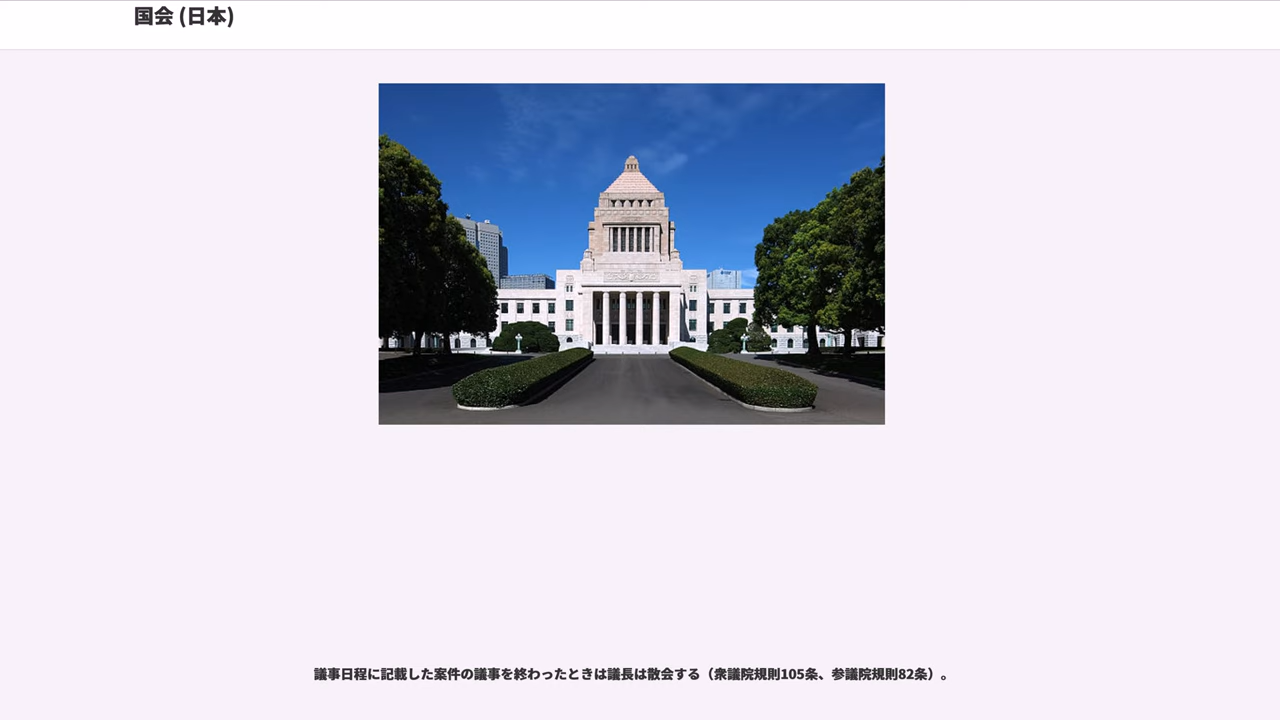 国会 (日本)
議事日程に記載した案件の議事を終わったときは議長は散会する（衆議院規則105条、参議院規則82条）。